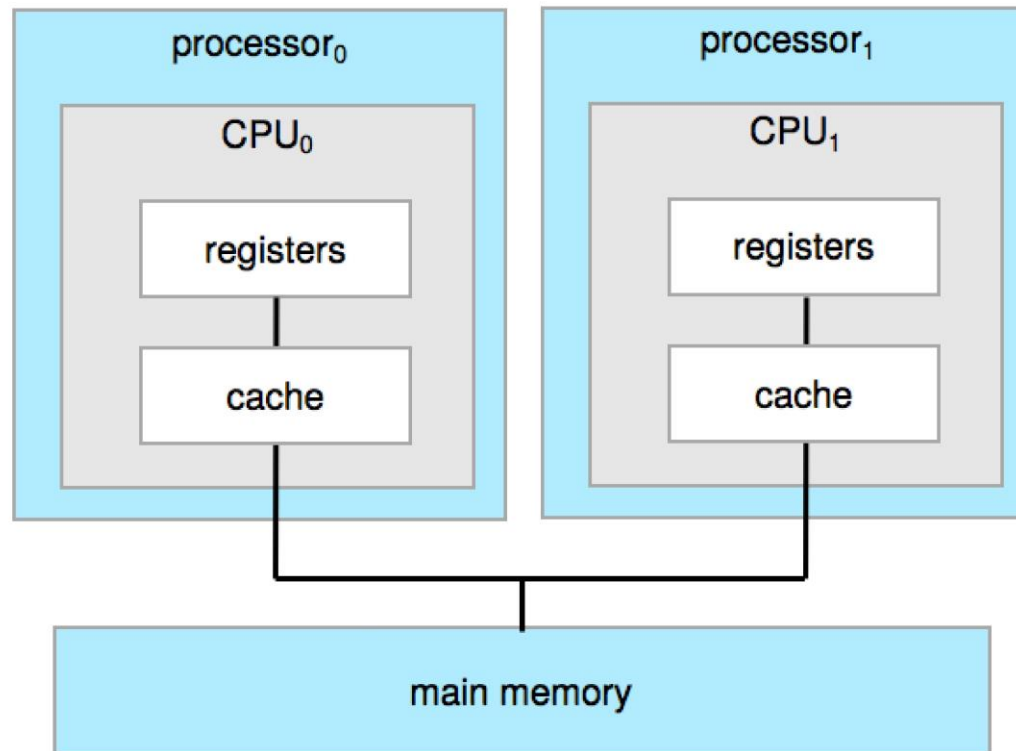 processor₀
CPU₀
registers
cache
processor₁
CPU₁
registers
cache
main memory